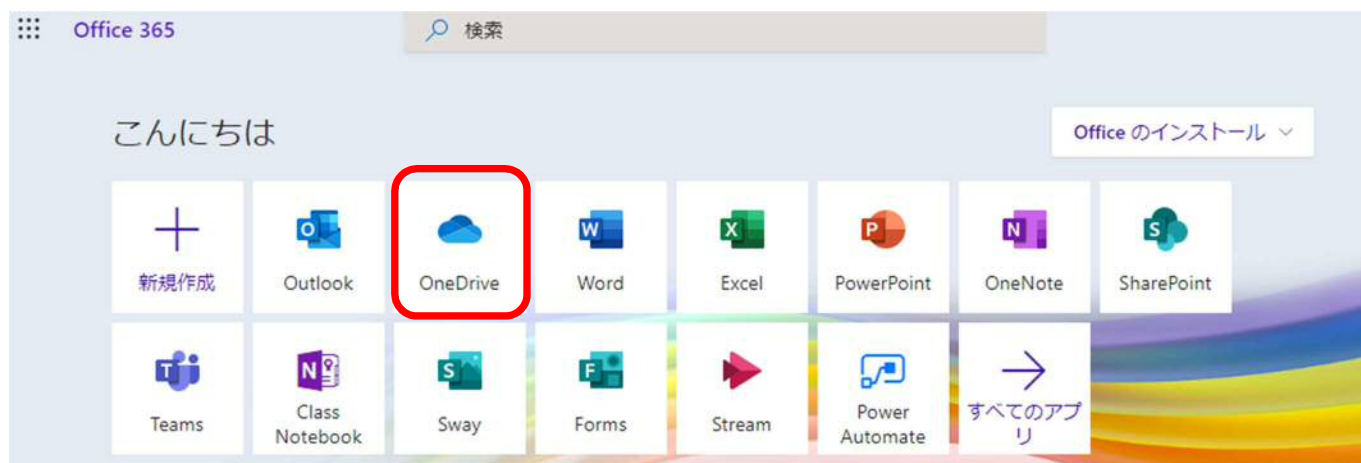 Office 365
検索
こんにちは
Office のインストール
新規作成
Outlook
OneDrive
Word
Excel
PowerPoint
OneNote
SharePoint
Teams
Class
Notebook
Sway
Forms
Stream
Power
Automate
すべてのアプ
リ